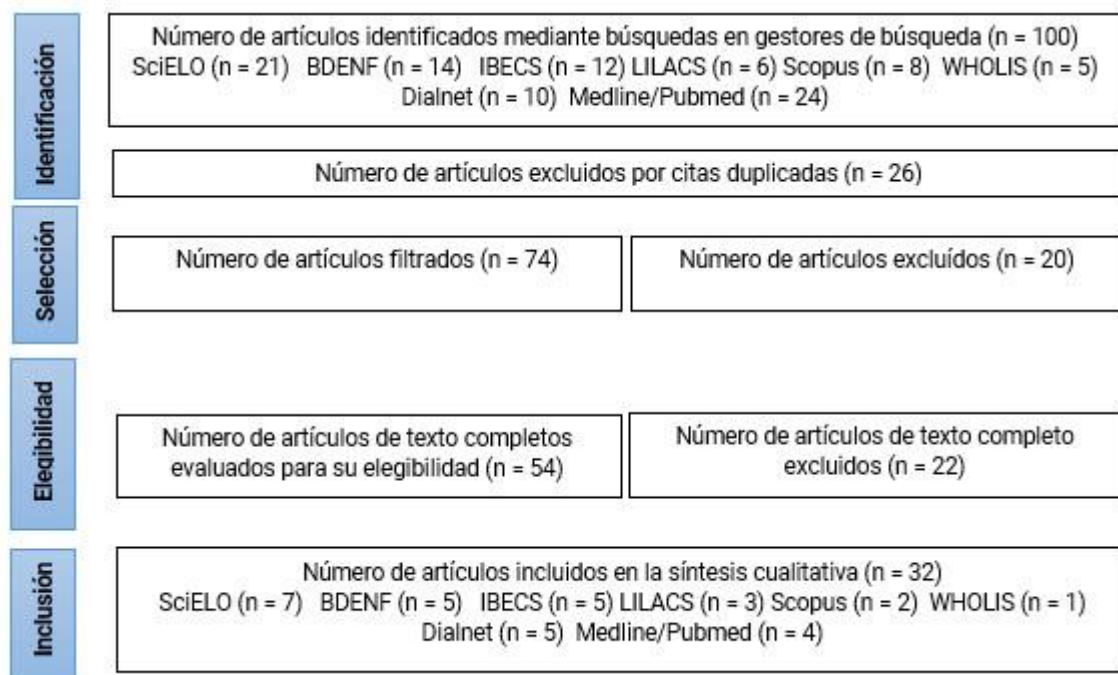 Identificación
Número de artículos identificados mediante búsquedas en gestores de búsqueda (n = 100)
SciELO (n = 21) BDENF (n = 14) IBECS (n = 12) LILACS (n = 6) Scopus (n = 8) WHOLIS (n = 5)
Dialnet (n = 10) Medline/Pubmed (n = 24)
Número de artículos excluidos por citas duplicadas (n = 26)
Selección
Número de artículos filtrados (n = 74)
Número de artículos excluídos (n = 20)
Elegibilidad
Número de artículos de texto completos
evaluados para su elegibilidad (n = 54)
Número de artículos de texto completo
excluidos (n = 22)
Inclusión
Número de artículos incluidos en la síntesis cualitativa (n = 32)
SciELO (n = 7) BDENF (n = 5) IBECS (n = 5) LILACS (n = 3) Scopus (n = 2) WHOLIS (n = 1)
Dialnet (n = 5) Medline/Pubmed (n = 4)